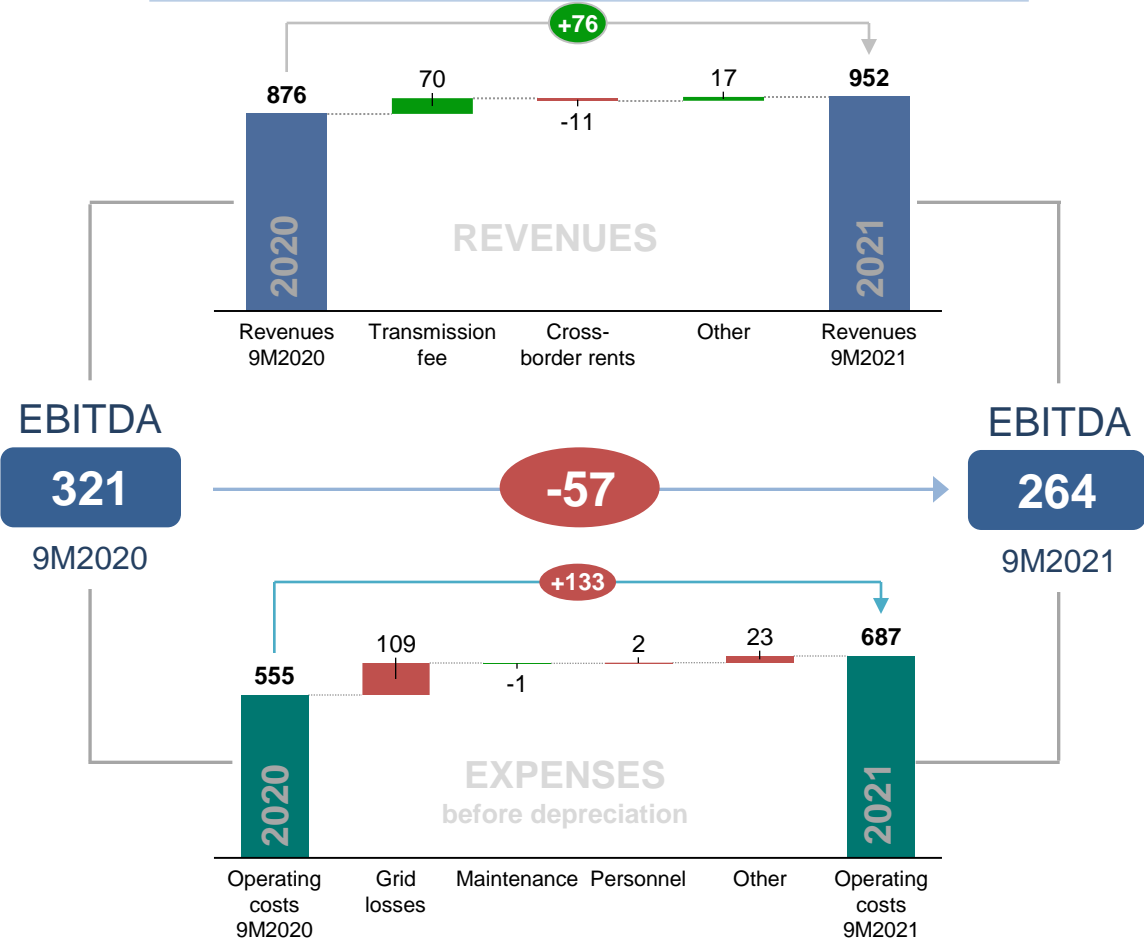 +76
876
70
-11
17
952
2020
REVENUES
2021
Revenues
9M2020
Transmission
fee
Cross-
border rents
Other
Revenues
9M2021
EBITDA
321
9M2020
-57
EBITDA
264
9M2021
+133
555
109
-1
2
23
687
2020
EXPENSES
before depreciation
2021
Operating
costs
9M2020
Grid
losses
Maintenance
Personnel
Other
Operating
costs
9M2021